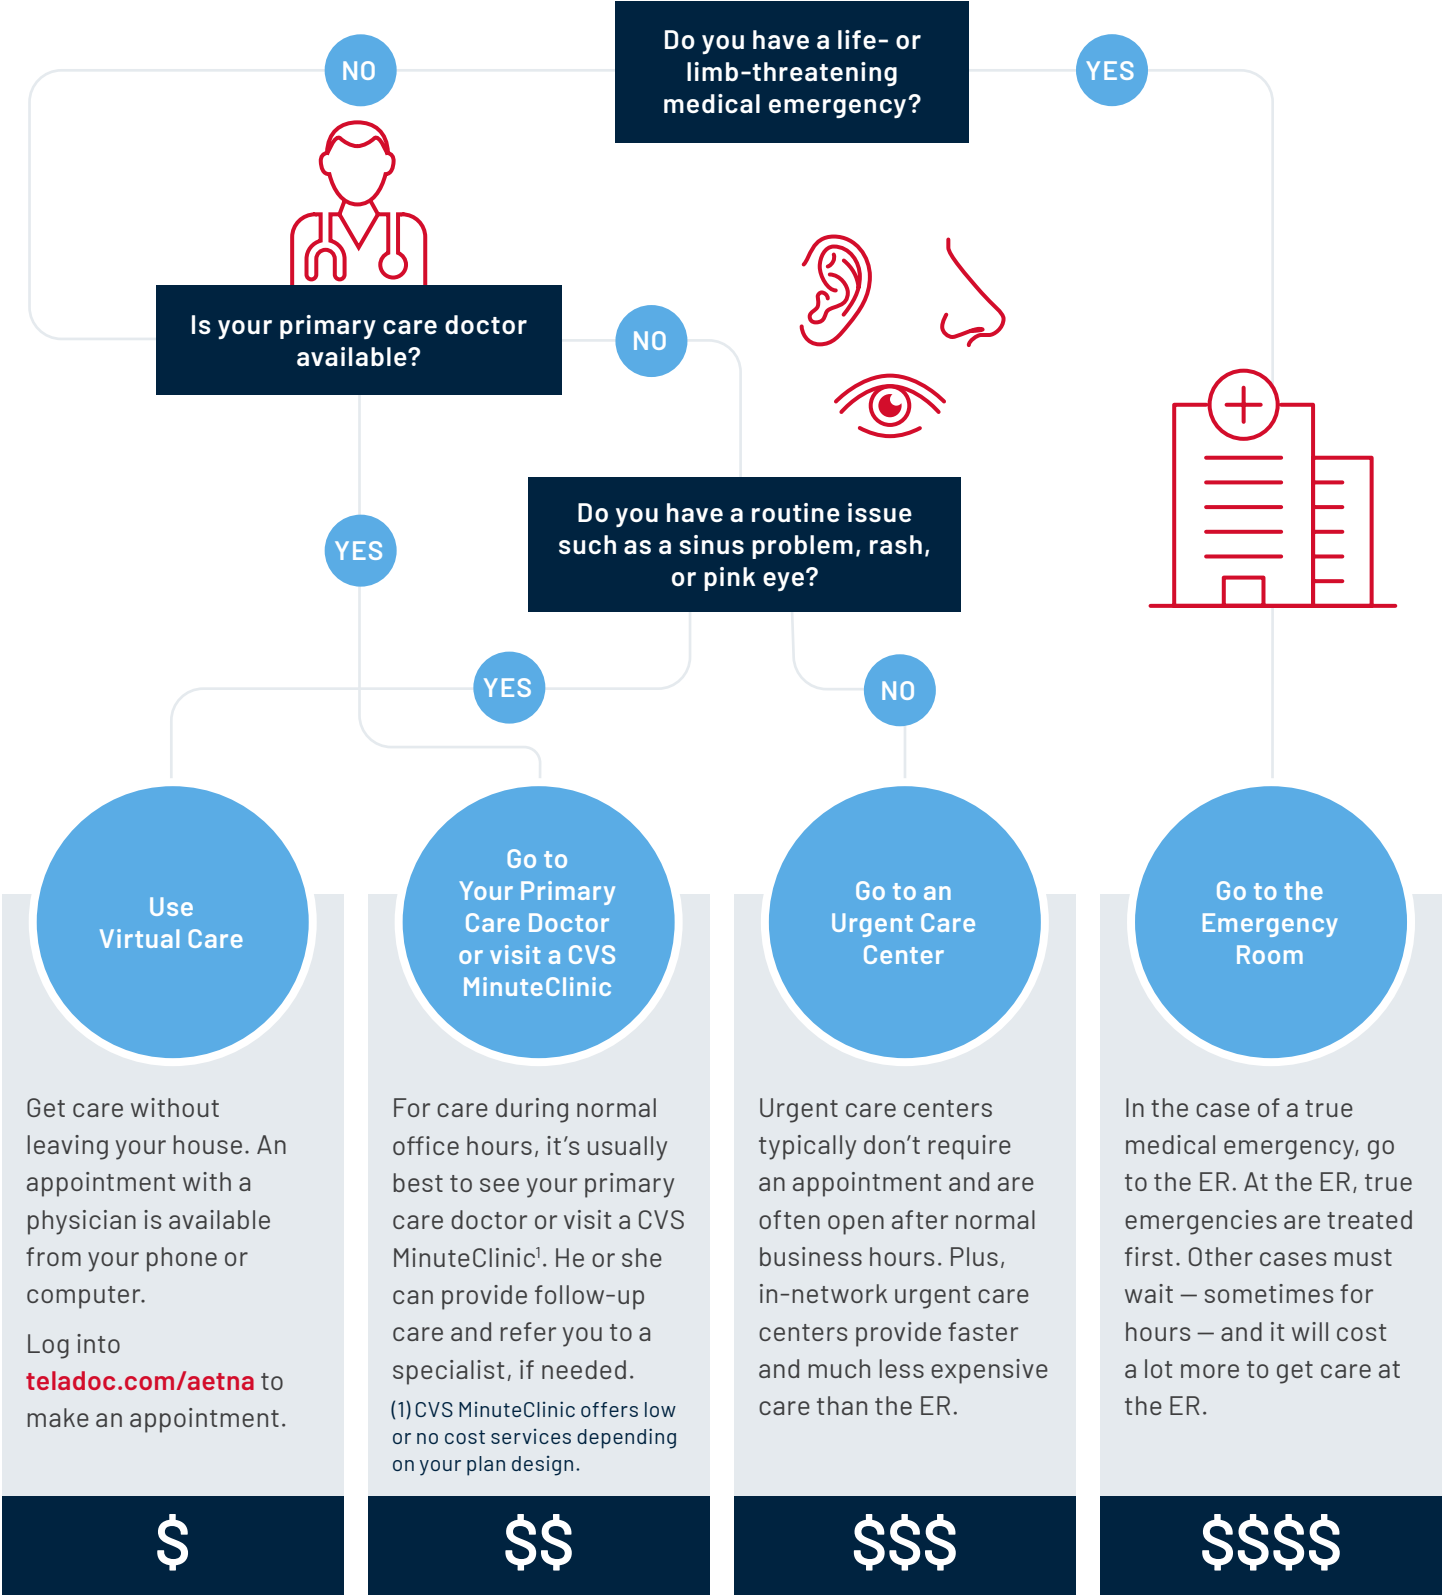 Do you have a life- or
limb-threatening
medical emergency?
NO
YES
Is your primary care doctor
available?
NO
YES
Do you have a routine issue
such as a sinus problem, rash,
or pink eye?
YES
NO
Use
Virtual Care
Get care without
leaving your house. An
appointment with a
physician is available
from your phone or
computer.
Log into
teladoc.com/aetna to
make an appointment.
$
Go to
Your Primary
Care Doctor
or visit a CVS
MinuteClinic
For care during normal
office hours, it's usually
best to see your primary
care doctor or visit a CVS
MinuteClinic¹. He or she
can provide follow-up
care and refer you to a
specialist, if needed.
(1) CVS MinuteClinic offers low
or no cost services depending
on your plan design.
$$
Go to an
Urgent Care
Center
Urgent care centers
typically don't require
an appointment and are
often open after normal
business hours. Plus,
in-network urgent care
centers provide faster
and much less expensive
care than the ER.
$$$
Go to the
Emergency
Room
In the case of a true
medical emergency, go
to the ER. At the ER, true
emergencies are treated
first. Other cases must
wait — sometimes for
hours — and it will cost
a lot more to get care at
the ER.
$$$$